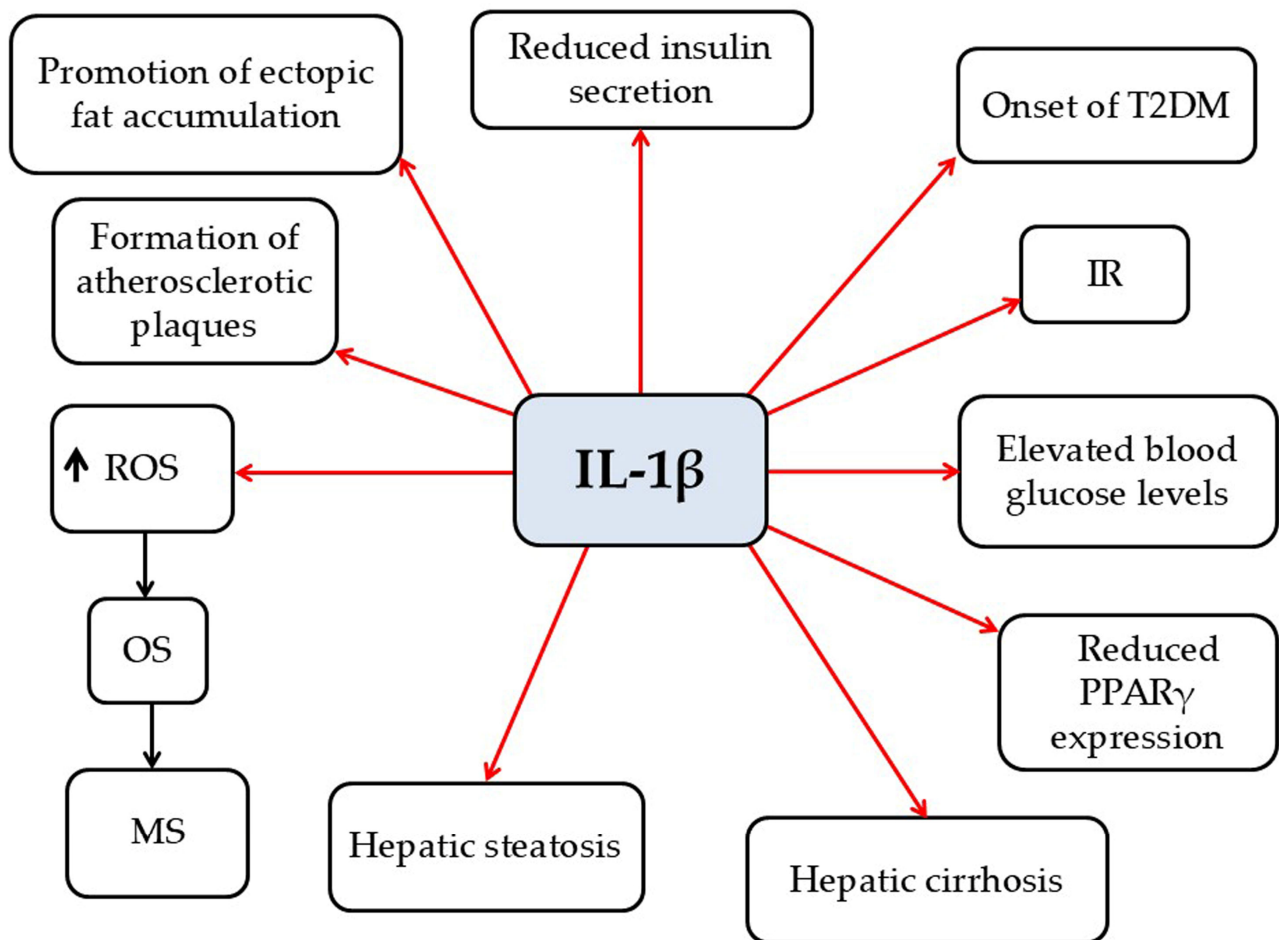 Promotion of ectopic
fat accumulation
Reduced insulin
secretion
Onset of T2DM
Formation of
atherosclerotic
plaques
IR
ROS
IL-1β
Elevated blood
glucose levels
OS
Reduced
PPARγ
expression
MS
Hepatic steatosis
Hepatic cirrhosis